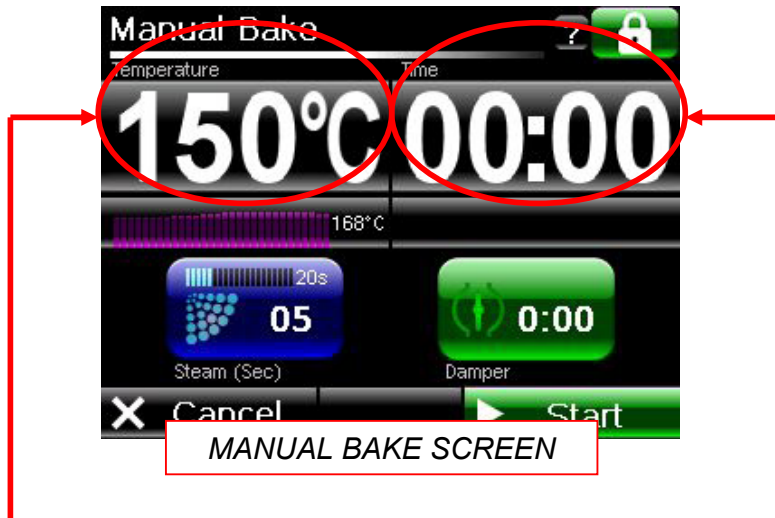 Manual Bake ?
Temperature Time
150°C 00:00
168°C
20s
05 0:00
Steam (Sec) Damper
Cancel Start
MANUAL BAKE SCREEN